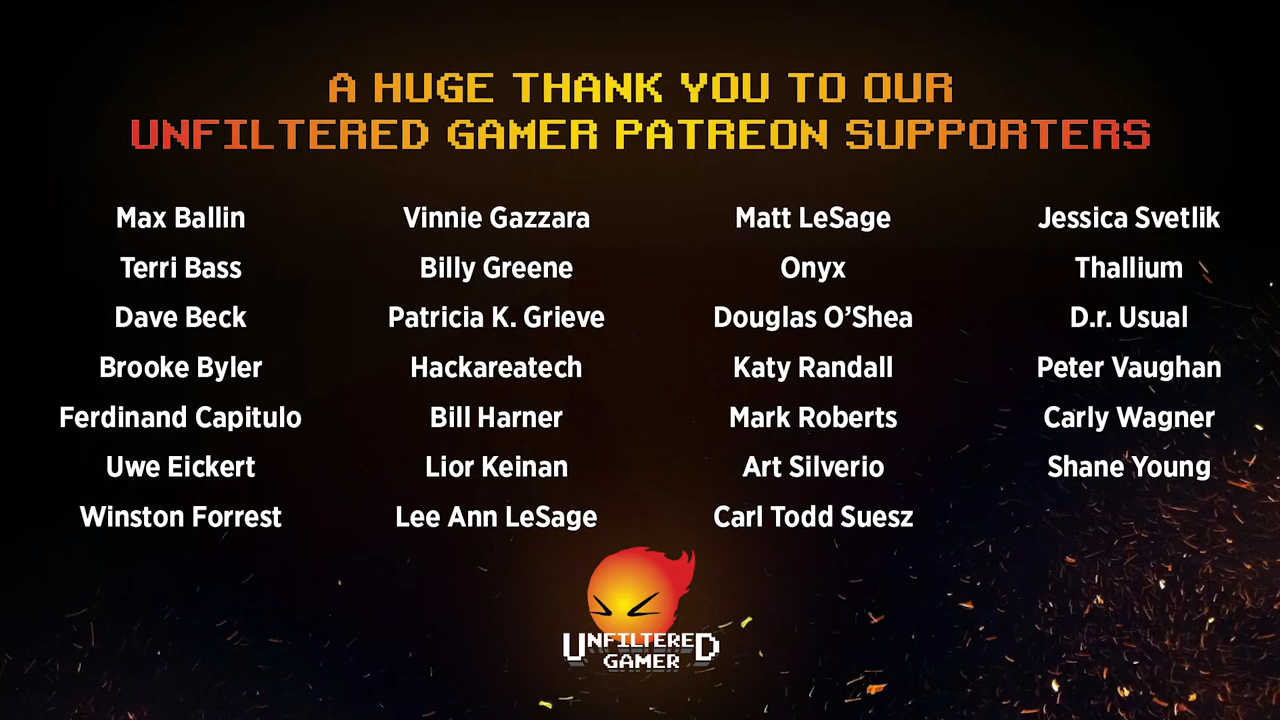 A HUGE THANK YOU TO OUR
UNFILTERED GAMER PATREON SUPPORTERS
Max Ballin
Terri Bass
Dave Beck
Brooke Byler
Ferdinand Capitulo
Uwe Eickert
Winston Forrest
Vinnie Gazzara
Billy Greene
Patricia K. Grieve
Hackareatech
Bill Harner
Lior Keinan
Lee Ann LeSage
Matt LeSage
Onyx
Douglas O’Shea
Katy Randall
Mark Roberts
Art Silverio
Carl Todd Suesz
Jessica Svetlik
Thallium
D.r. Usual
Peter Vaughan
Carly Wagner
Shane Young
UNFILTERED
GAMER